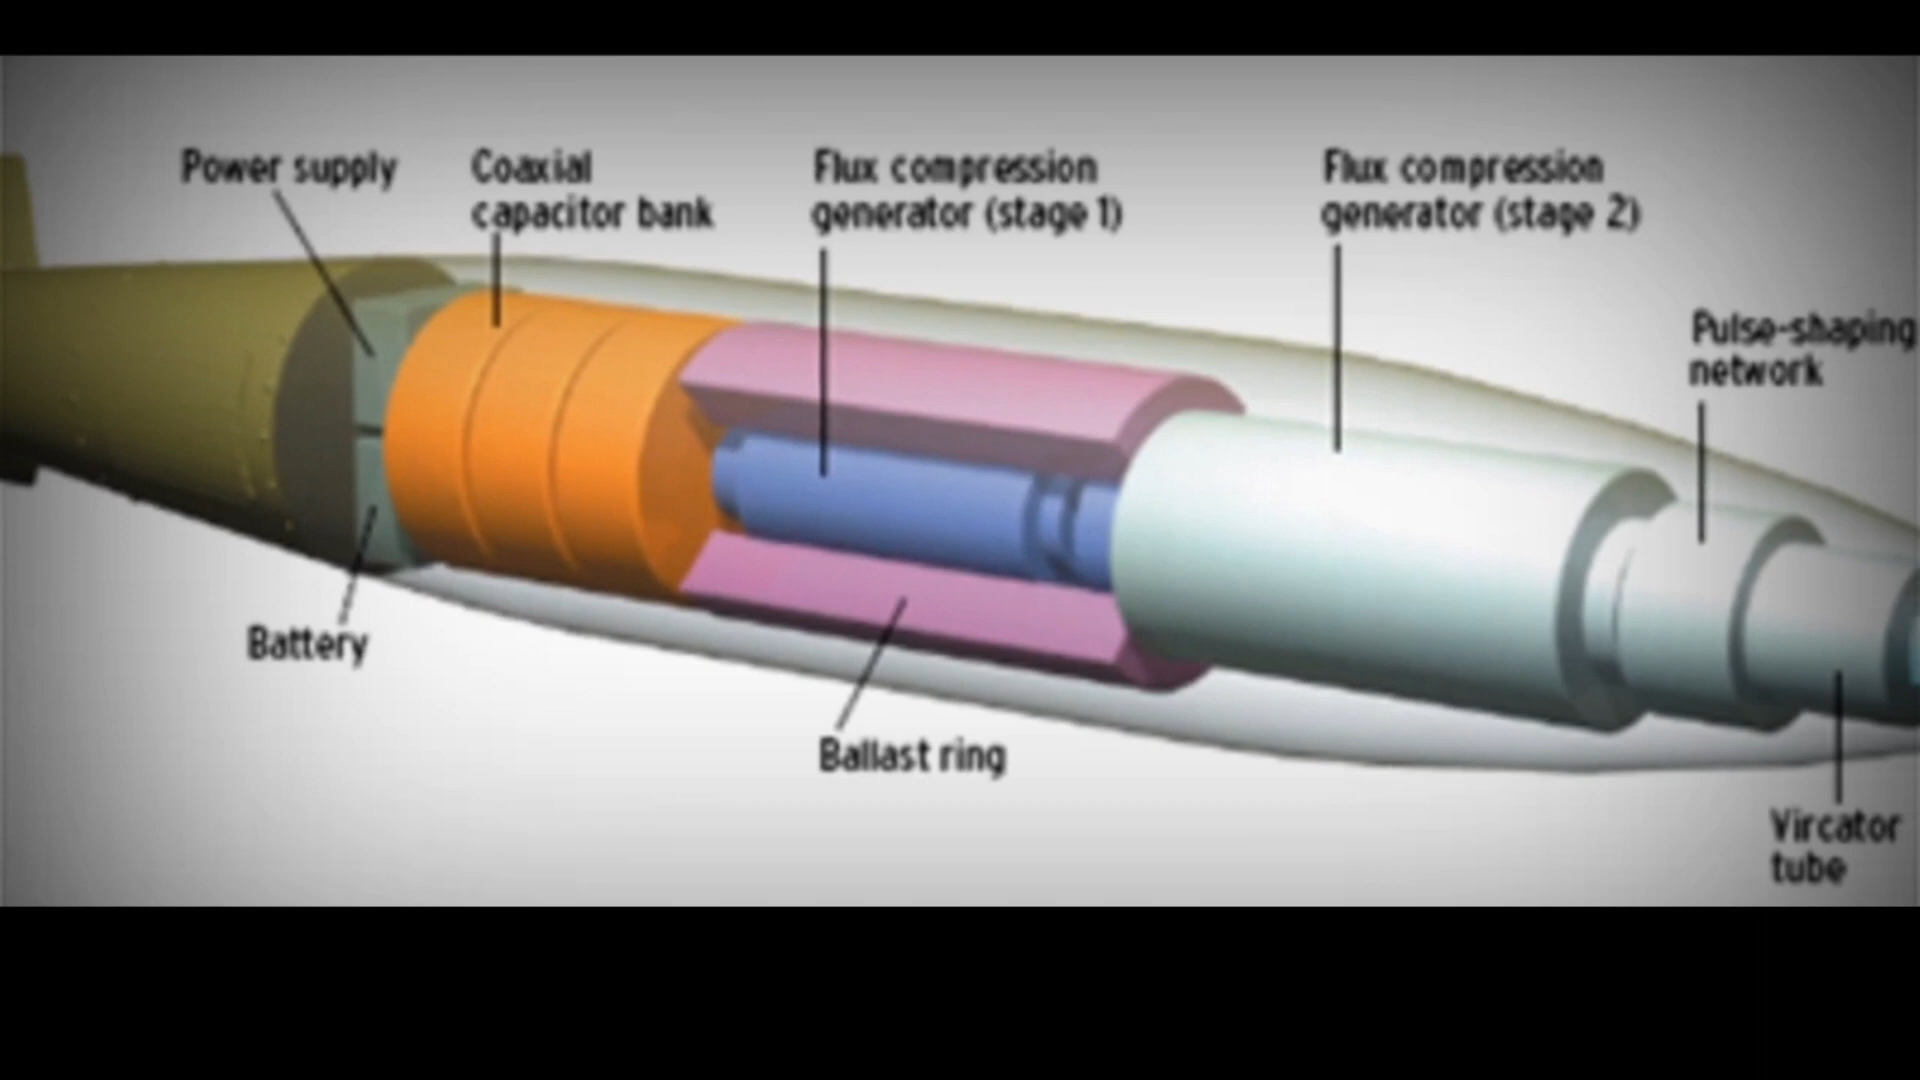 Power supply
Coaxial
capacitor bank
Flux compression
generator (stage 1)
Flux compression
generator (stage 2)
Pulse-shaping
network
Battery
Ballast ring
Vircator
tube